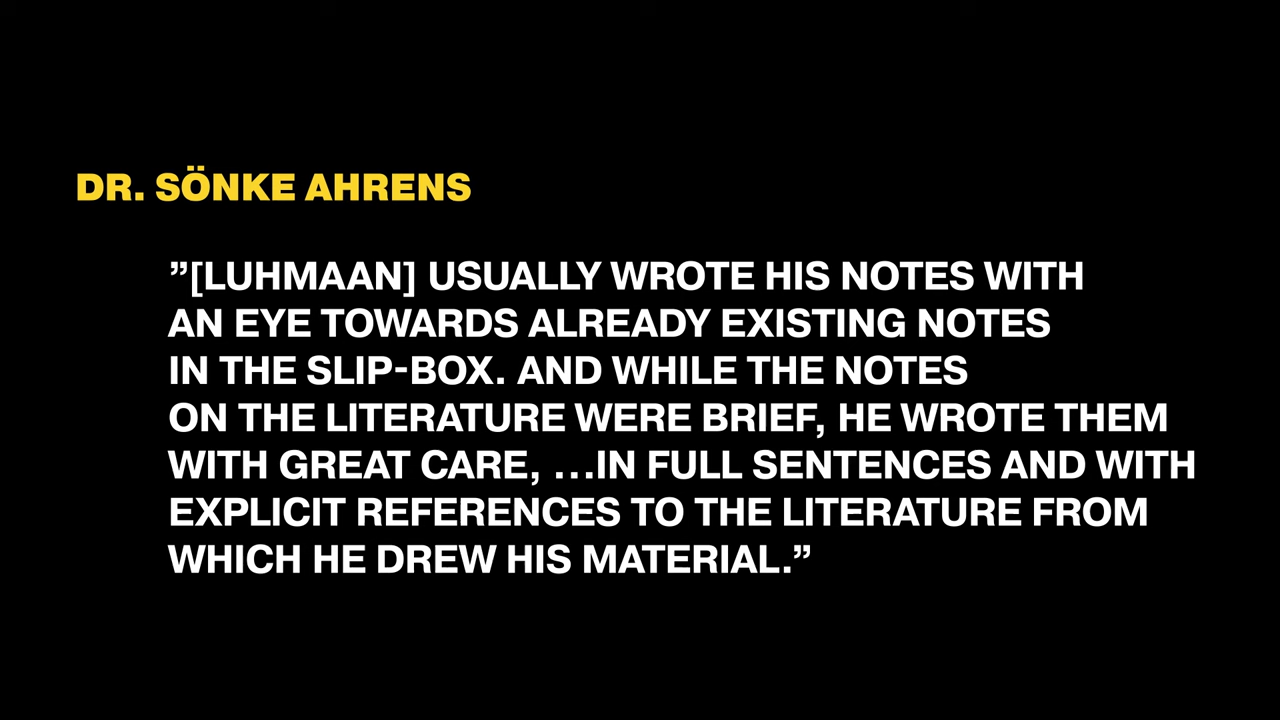 DR. SÖNKE AHRENS
”[LUHMAAN] USUALLY WROTE HIS NOTES WITH
AN EYE TOWARDS ALREADY EXISTING NOTES
IN THE SLIP-BOX. AND WHILE THE NOTES
ON THE LITERATURE WERE BRIEF, HE WROTE THEM
WITH GREAT CARE, …IN FULL SENTENCES AND WITH
EXPLICIT REFERENCES TO THE LITERATURE FROM
WHICH HE DREW HIS MATERIAL.”